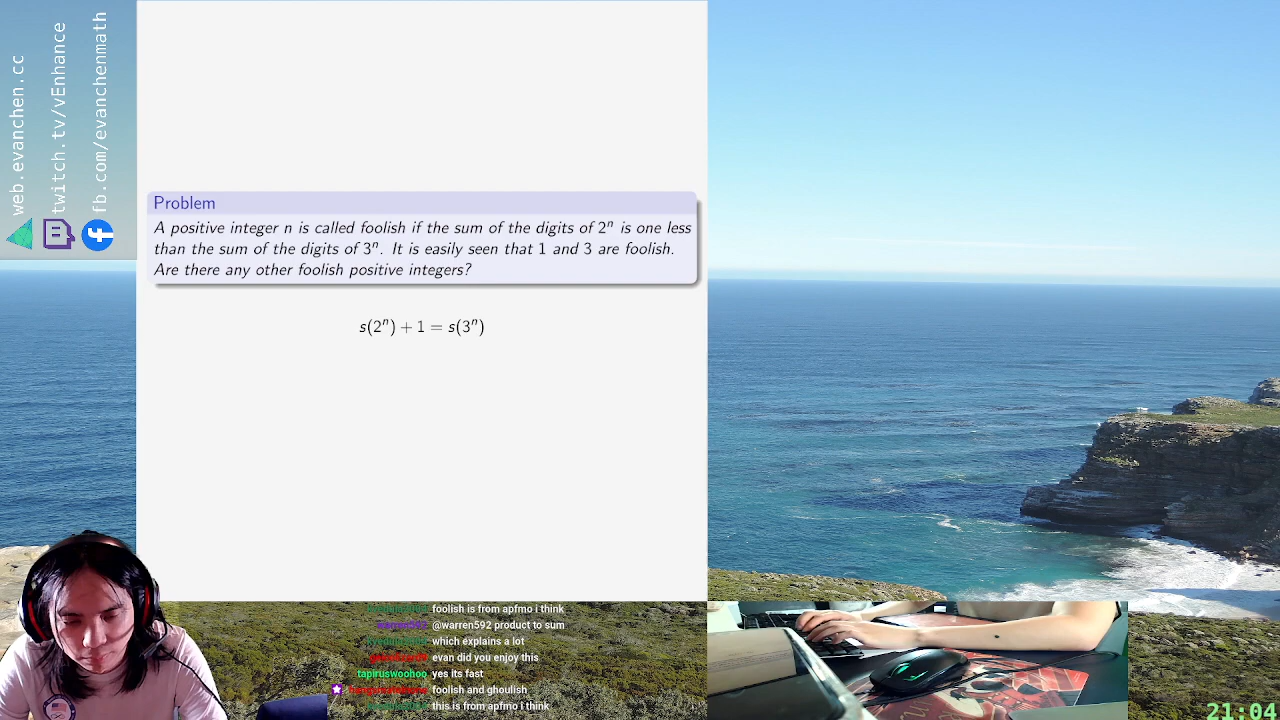 web.evanchen.cc
twitch.tv/vEnhance
fb.com/evanchenmath
Problem
A positive integer n is called foolish if the sum of the digits of 2ⁿ is one less
than the sum of the digits of 3ⁿ. It is easily seen that 1 and 3 are foolish.
Are there any other foolish positive integers?
s(2ⁿ) + 1 = s(3ⁿ)
foolish is from apfmo i think
@warren592 product to sum
which explains a lot
evan did you enjoy this
tapiruswoohoo yes its fast
foolish and ghoulish
this is from apfmo i think
21:04